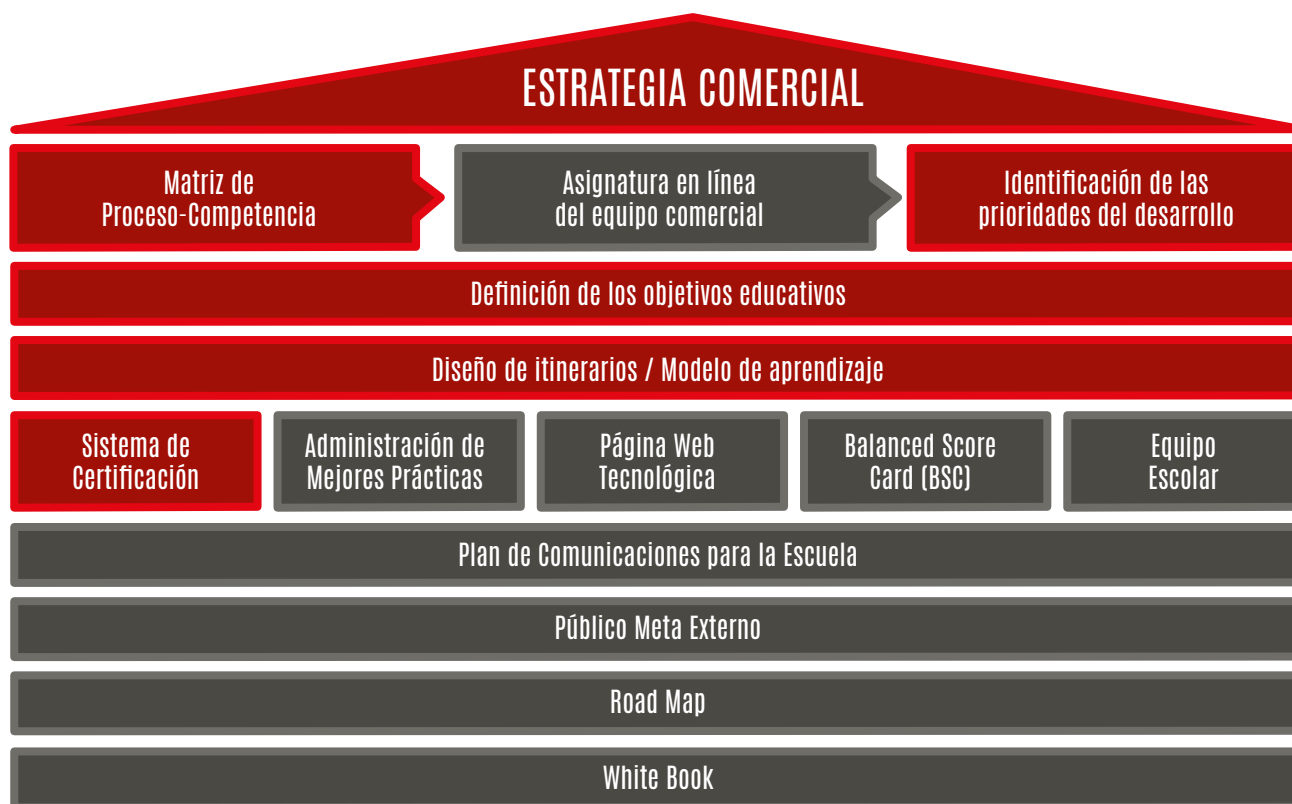 ESTRATEGIA COMERCIAL
Matriz de
Proceso-Competencia
Asignatura en línea
del equipo comercial
Identificación de las
prioridades del desarrollo
Definición de los objetivos educativos
Diseño de itinerarios / Modelo de aprendizaje
Sistema de
Certificación
Administración de
Mejores Prácticas
Página Web
Tecnológica
Balanced Score
Card (BSC)
Equipo
Escolar
Plan de Comunicaciones para la Escuela
Público Meta Externo
Road Map
White Book